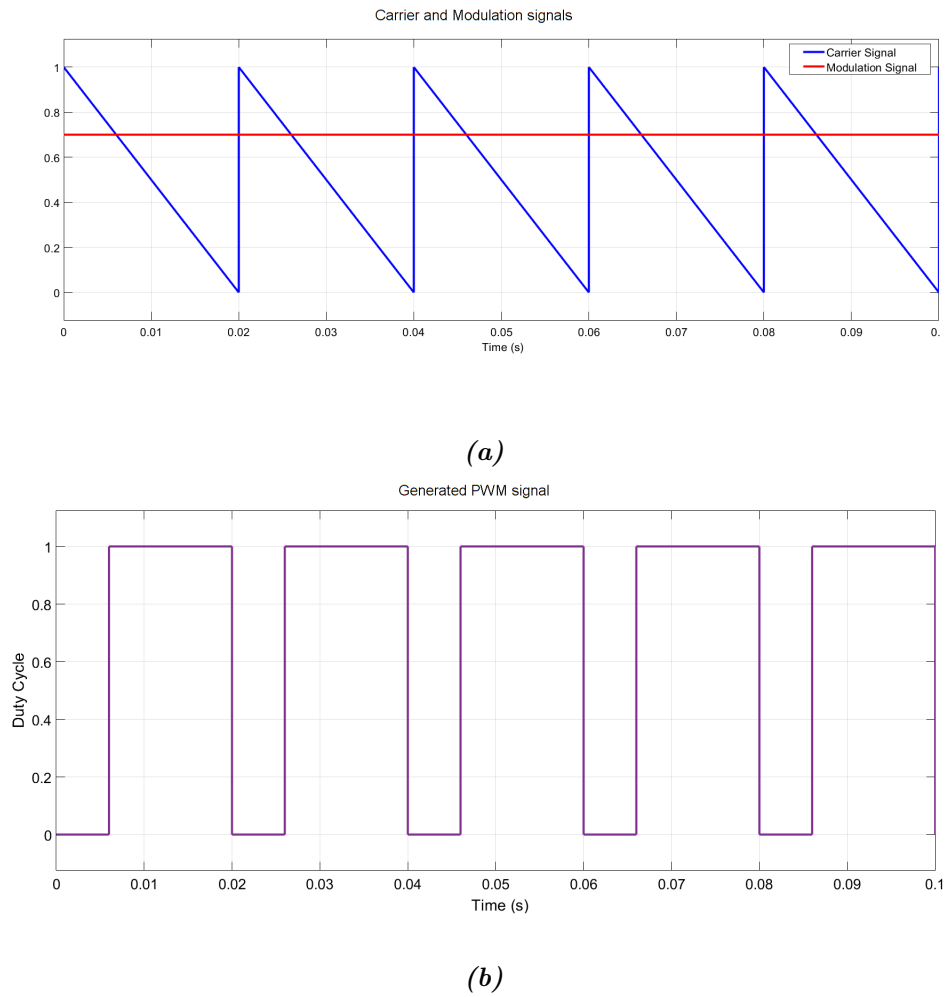 Carrier and Modulation signals
Carrier Signal
Modulation Signal
1
0.8
0.6
0.4
0.2
0
0 0.01 0.02 0.03 0.04 0.05 0.06 0.07 0.08 0.09 0.
Time (s)
(a)
Generated PWM signal
1
0.8
0.6
0.4
0.2
0
Duty Cycle
0 0.01 0.02 0.03 0.04 0.05 0.06 0.07 0.08 0.09 0.1
Time (s)
(b)